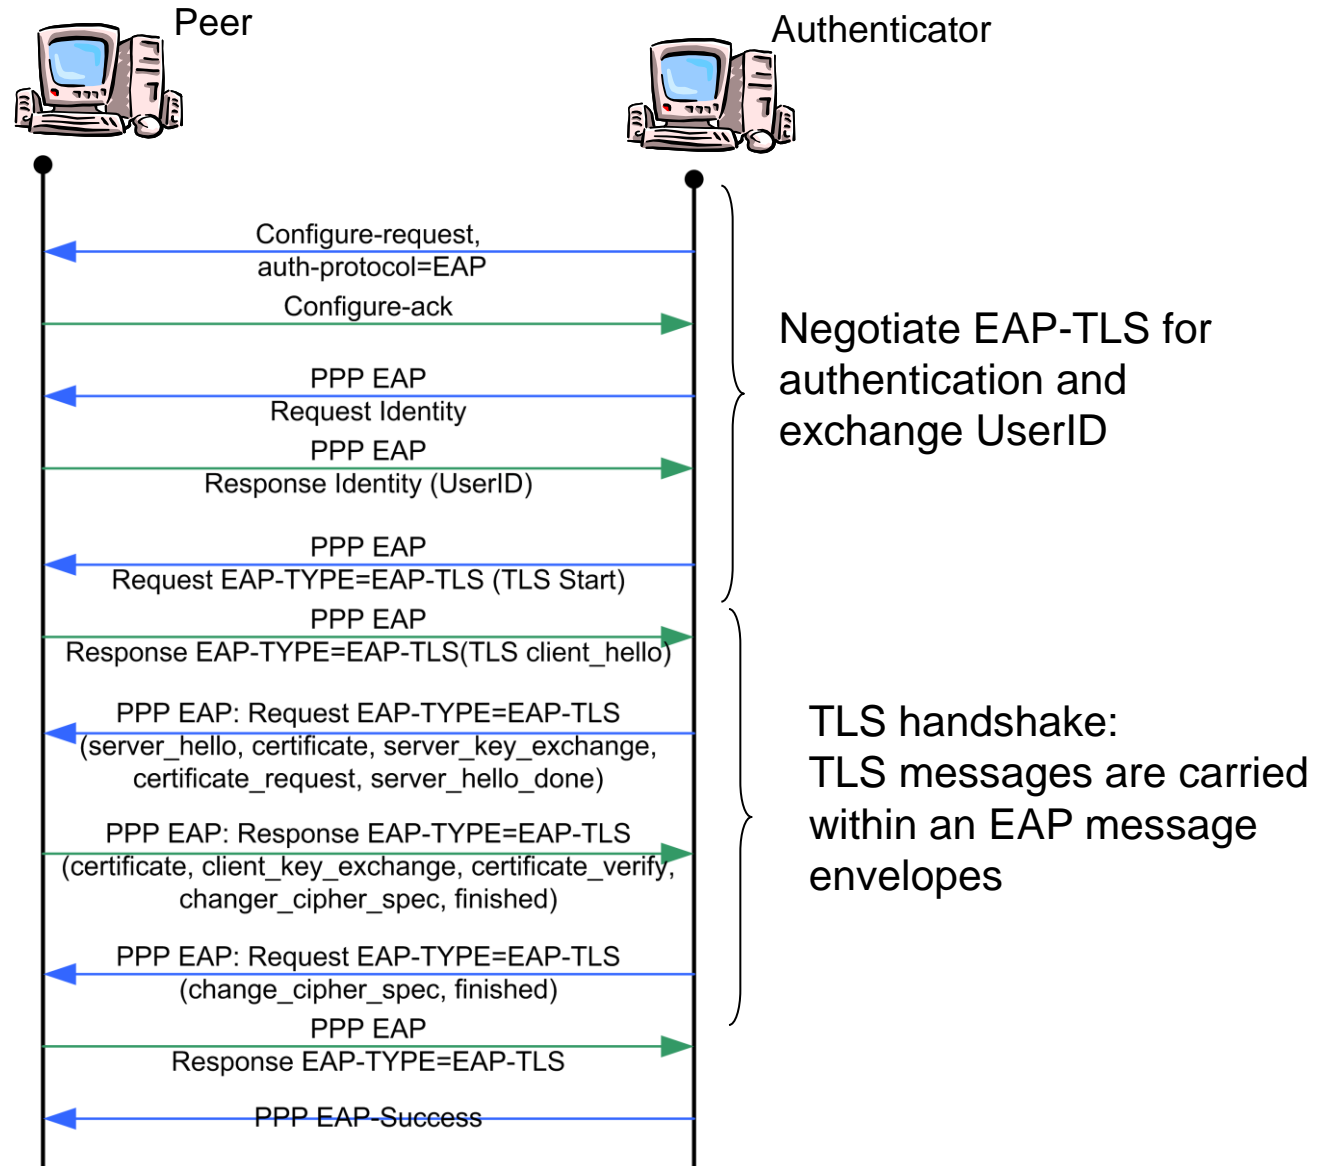 Peer
Authenticator
Configure-request,
auth-protocol=EAP
Configure-ack
PPP EAP
Request Identity
PPP EAP
Response Identity (UserID)
PPP EAP
Request EAP-TYPE=EAP-TLS (TLS Start)
Negotiate EAP-TLS for
authentication and
exchange UserID
PPP EAP
Response EAP-TYPE=EAP-TLS(TLS client_hello)
PPP EAP: Request EAP-TYPE=EAP-TLS
(server_hello, certificate, server_key_exchange,
certificate_request, server_hello_done)
PPP EAP: Response EAP-TYPE=EAP-TLS
(certificate, client_key_exchange, certificate_verify,
changer_cipher_spec, finished)
PPP EAP: Request EAP-TYPE=EAP-TLS
(change_cipher_spec, finished)
TLS handshake:
TLS messages are carried
within an EAP message
envelopes
PPP EAP
Response EAP-TYPE=EAP-TLS
PPP EAP-Success